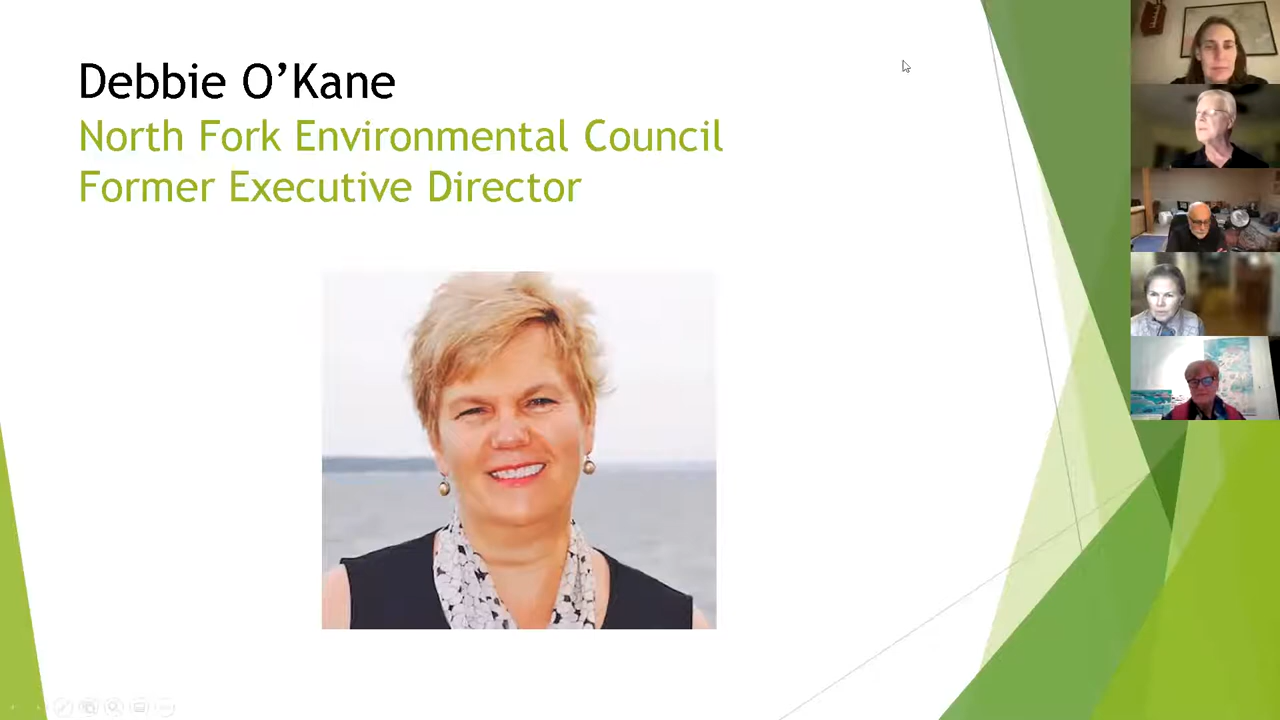 Debbie O’Kane
North Fork Environmental Council
Former Executive Director